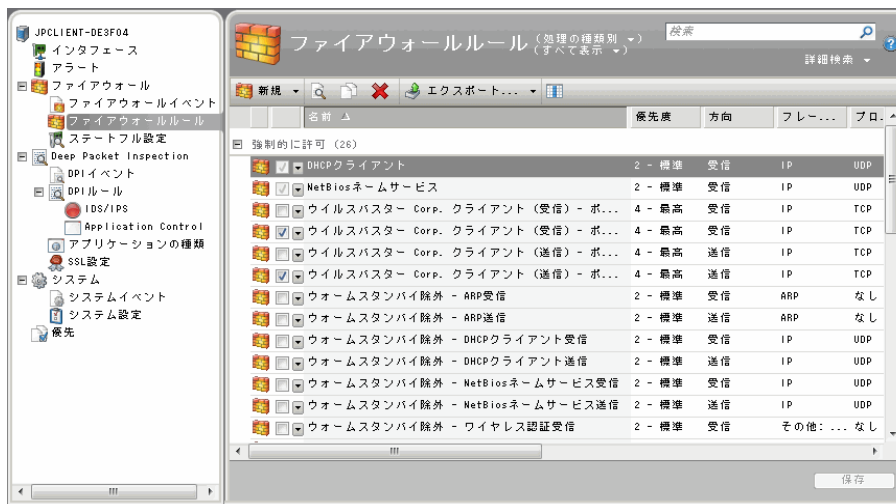 JPCLIENT-DE3F04
インタフェース
アラート
ファイアウォール
ファイアウォールイベント
ファイアウォールルール
ステートフル設定
Deep Packet Inspection
DPIイベント
DPIルール
IDS/IPS
Application Control
アプリケーションの種類
SSL設定
システム
システムイベント
システム設定
優先
ファイアウォールルール (処理の種類別 ▾)
(すべて表示 ▾)
検索
詳細検索
新規 エクスポート...
名前 優先度 方向 フレー... プロ.
強制的に許可 (26)
DHCPクライアント 2 - 標準 受信 IP UDP
NetBiosネームサービス 2 - 標準 受信 IP UDP
ウイルスバスター Corp. クライアント (受信) - ポ... 4 - 最高 受信 IP TCP
ウイルスバスター Corp. クライアント (受信) - ポ... 4 - 最高 受信 IP TCP
ウイルスバスター Corp. クライアント (送信) - ポ... 4 - 最高 送信 IP TCP
ウイルスバスター Corp. クライアント (送信) - ポ... 4 - 最高 送信 IP TCP
ウォームスタンバイ除外 - ARP受信 2 - 標準 受信 ARP なし
ウォームスタンバイ除外 - ARP送信 2 - 標準 送信 ARP なし
ウォームスタンバイ除外 - DHCPクライアント受信 2 - 標準 受信 IP UDP
ウォームスタンバイ除外 - DHCPクライアント送信 2 - 標準 送信 IP UDP
ウォームスタンバイ除外 - NetBiosネームサービス受信 2 - 標準 受信 IP UDP
ウォームスタンバイ除外 - NetBiosネームサービス送信 2 - 標準 送信 IP UDP
ウォームスタンバイ除外 - ワイヤレス認証受信 2 - 標準 受信 その他: ... なし
保存